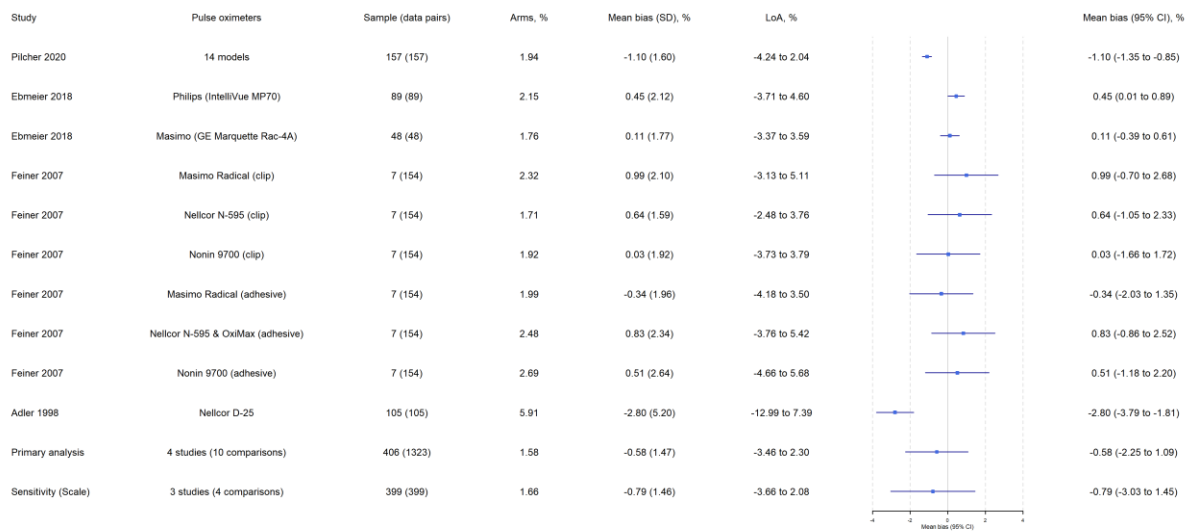 Study Pulse oximeters Sample (data pairs) Arms, % Mean bias (SD), % LoA, % Mean bias (95% CI), %
Pilcher 2020 14 models 157 (157) 1.94 -1.10 (1.60) -4.24 to 2.04 -1.10 (-1.35 to -0.85)
Ebmeier 2018 Philips (IntelliVue MP70) 89 (89) 2.15 0.45 (2.12) -3.71 to 4.60 0.45 (0.01 to 0.89)
Ebmeier 2018 Masimo (GE Marquette Rac-4A) 48 (48) 1.76 0.11 (1.77) -3.37 to 3.59 0.11 (-0.39 to 0.61)
Feiner 2007 Masimo Radical (clip) 7 (154) 2.32 0.99 (2.10) -3.13 to 5.11 0.99 (-0.70 to 2.68)
Feiner 2007 Nellcor N-595 (clip) 7 (154) 1.71 0.64 (1.59) -2.48 to 3.76 0.64 (-1.05 to 2.33)
Feiner 2007 Nonin 9700 (clip) 7 (154) 1.92 0.03 (1.92) -3.73 to 3.79 0.03 (-1.66 to 1.72)
Feiner 2007 Masimo Radical (adhesive) 7 (154) 1.99 -0.34 (1.96) -4.18 to 3.50 -0.34 (-2.03 to 1.35)
Feiner 2007 Nellcor N-595 & OxiMax (adhesive) 7 (154) 2.48 0.83 (2.34) -3.76 to 5.42 0.83 (-0.86 to 2.52)
Feiner 2007 Nonin 9700 (adhesive) 7 (154) 2.69 0.51 (2.64) -4.66 to 5.68 0.51 (-1.18 to 2.20)
Adler 1998 Nellcor D-25 105 (105) 5.91 -2.80 (5.20) -12.99 to 7.39 -2.80 (-3.79 to -1.81)
Primary analysis 4 studies (10 comparisons) 406 (1323) 1.58 -0.58 (1.47) -3.46 to 2.30 -0.58 (-2.25 to 1.09)
Sensitivity (Scale) 3 studies (4 comparisons) 399 (399) 1.66 -0.79 (1.46) -3.66 to 2.08 -0.79 (-3.03 to 1.45)
-4 -2 0 2 4
Mean bias (95% CI)